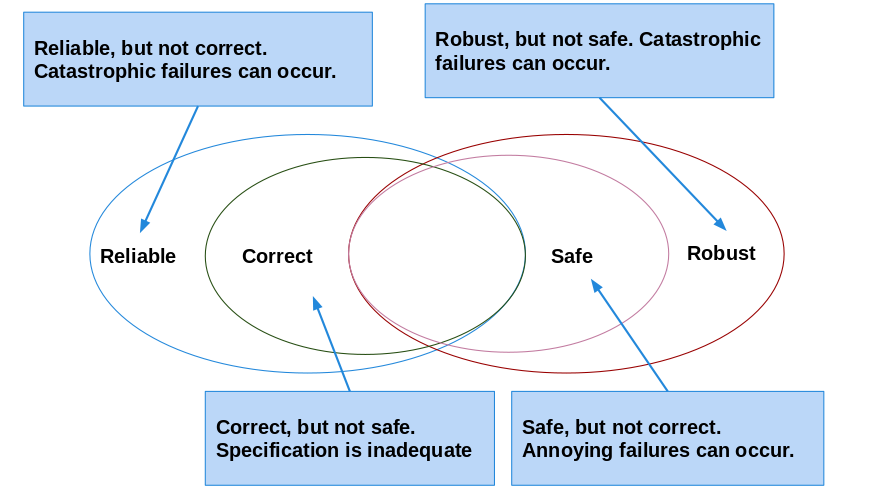 Reliable, but not correct.
Catastrophic failures can occur.
Robust, but not safe. Catastrophic
failures can occur.
Reliable
Correct
Safe
Robust
Correct, but not safe.
Specification is inadequate
Safe, but not correct.
Annoying failures can occur.